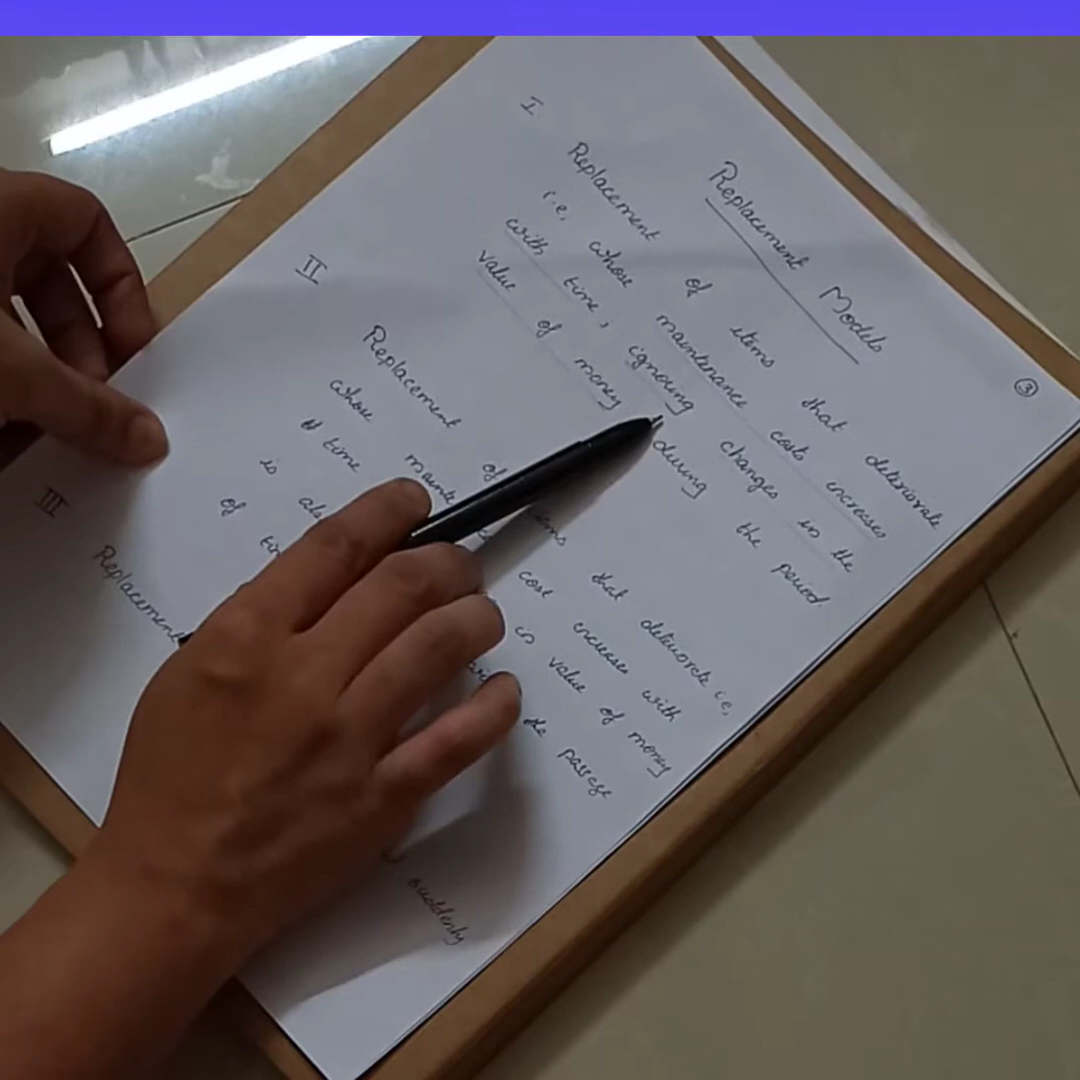 ③
Replacement Models
I Replacement of items that deteriorate
i.e, whose maintenance costs increases
with time, ignoring changes in the
value of money during the period.
II Replacement of items that deteriorate i.e,
whose cost increases with
time is value of money
is the passage
of
III Replacement suddenly